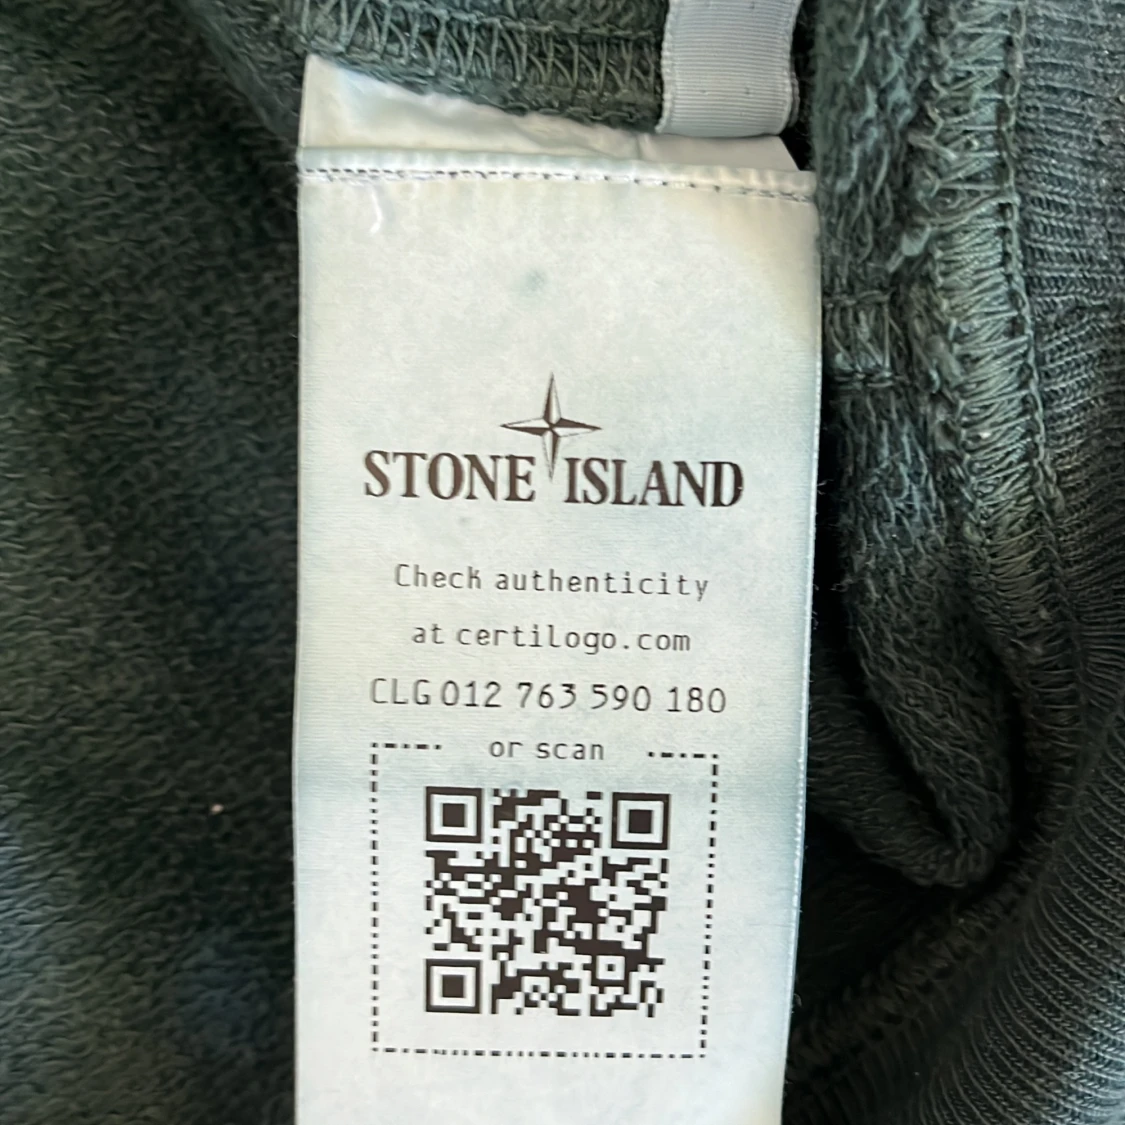 STONE ISLAND
Check authenticity
at certilogo.com
CLG 012 763 590 180
or scan